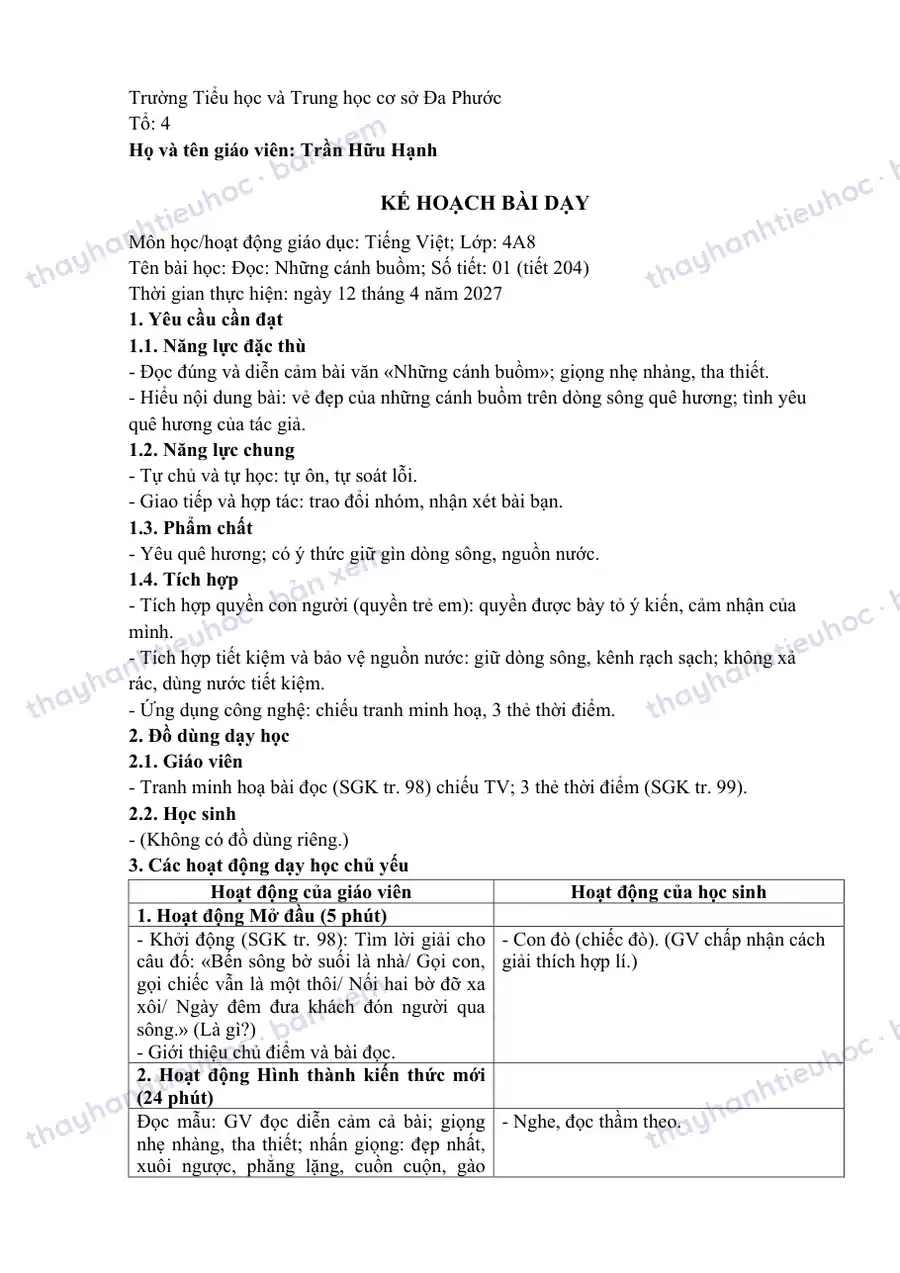 Trường Tiểu học và Trung học cơ sở Đa Phước
Tổ: 4
Họ và tên giáo viên: Trần Hữu Hạnh
KẾ HOẠCH BÀI DẠY
Môn học/hoạt động giáo dục: Tiếng Việt; Lớp: 4A8
Tên bài học: Đọc: Những cánh buồm; Số tiết: 01 (tiết 204)
Thời gian thực hiện: ngày 12 tháng 4 năm 2027
1. Yêu cầu cần đạt
1.1. Năng lực đặc thù
- Đọc đúng và diễn cảm bài văn «Những cánh buồm»; giọng nhẹ nhàng, tha thiết.
- Hiểu nội dung bài: vẻ đẹp của những cánh buồm trên dòng sông quê hương; tình yêu
quê hương của tác giả.
1.2. Năng lực chung
- Tự chủ và tự học: tự ôn, tự soát lỗi.
- Giao tiếp và hợp tác: trao đổi nhóm, nhận xét bài bạn.
1.3. Phẩm chất
- Yêu quê hương; có ý thức giữ gìn dòng sông, nguồn nước.
1.4. Tích hợp
- Tích hợp quyền con người (quyền trẻ em): quyền được bày tỏ ý kiến, cảm nhận của
mình.
- Tích hợp tiết kiệm và bảo vệ nguồn nước: giữ dòng sông, kênh rạch sạch; không xả
rác, dùng nước tiết kiệm.
- Ứng dụng công nghệ: chiếu tranh minh hoạ, 3 thẻ thời điểm.
2. Đồ dùng dạy học
2.1. Giáo viên
- Tranh minh hoạ bài đọc (SGK tr. 98) chiếu TV; 3 thẻ thời điểm (SGK tr. 99).
2.2. Học sinh
- (Không có đồ dùng riêng.)
3. Các hoạt động dạy học chủ yếu
Hoạt động của giáo viên
Hoạt động của học sinh
1. Hoạt động Mở đầu (5 phút)
- Khởi động (SGK tr. 98): Tìm lời giải cho
câu đố: «Bến sông bờ suối là nhà/ Gọi con,
gọi chiếc vẫn là một thôi/ Nối hai bờ đỡ xa
xôi/ Ngày đêm đưa khách đón người qua
sông.» (Là gì?)
- Giới thiệu chủ điểm và bài đọc.
- Con đò (chiếc đò). (GV chấp nhận cách
giải thích hợp lí.)
2. Hoạt động Hình thành kiến thức mới
(24 phút)
Đọc mẫu: GV đọc diễn cảm cả bài; giọng
nhẹ nhàng, tha thiết; nhấn giọng: đẹp nhất,
xuôi ngược, phẳng lặng, cuồn cuộn, gào
- Nghe, đọc thầm theo.
thayhanhtieuhoc · bản xem
thayhanhtieuhoc · b
thayhanhtieuhoc · bản xem
thayhanhtieuhoc · b
thayhanhtieuhoc · bản xem
thayhanhtieuhoc · b